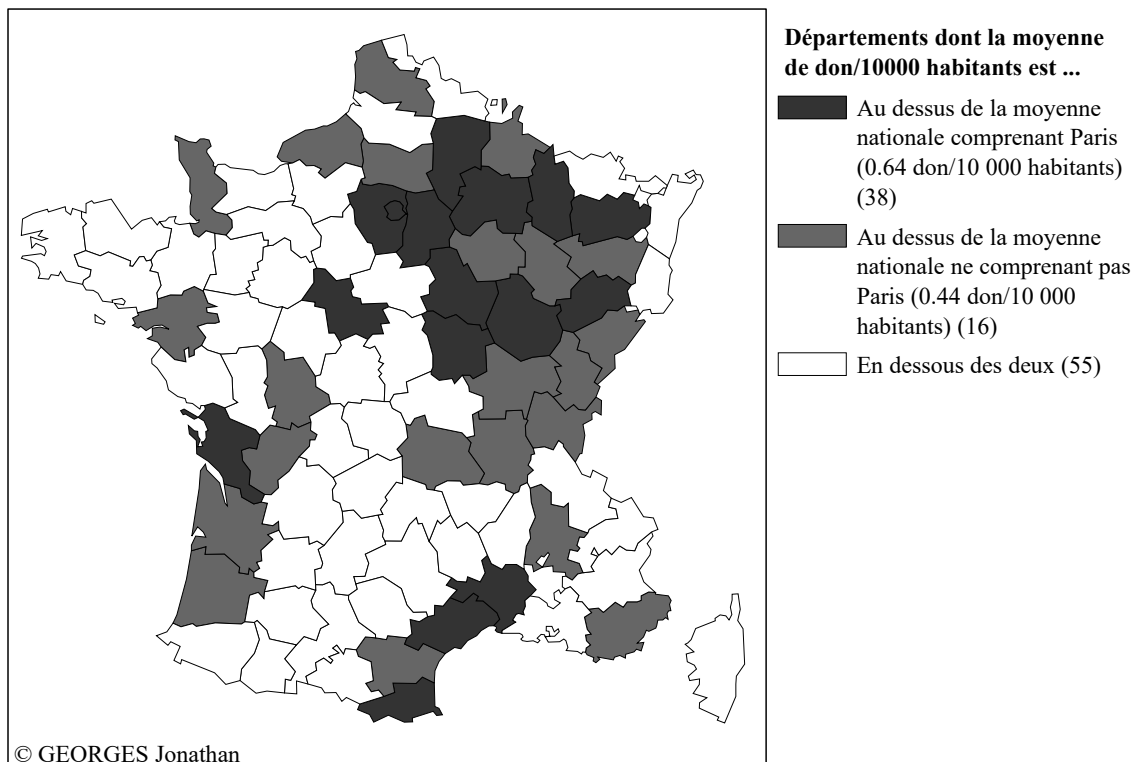 Départements dont la moyenne
de don/10000 habitants est ...
Au dessus de la moyenne
nationale comprenant Paris
(0.64 don/10 000 habitants)
(38)
Au dessus de la moyenne
nationale ne comprenant pas
Paris (0.44 don/10 000
habitants) (16)
En dessous des deux (55)
© GEORGES Jonathan